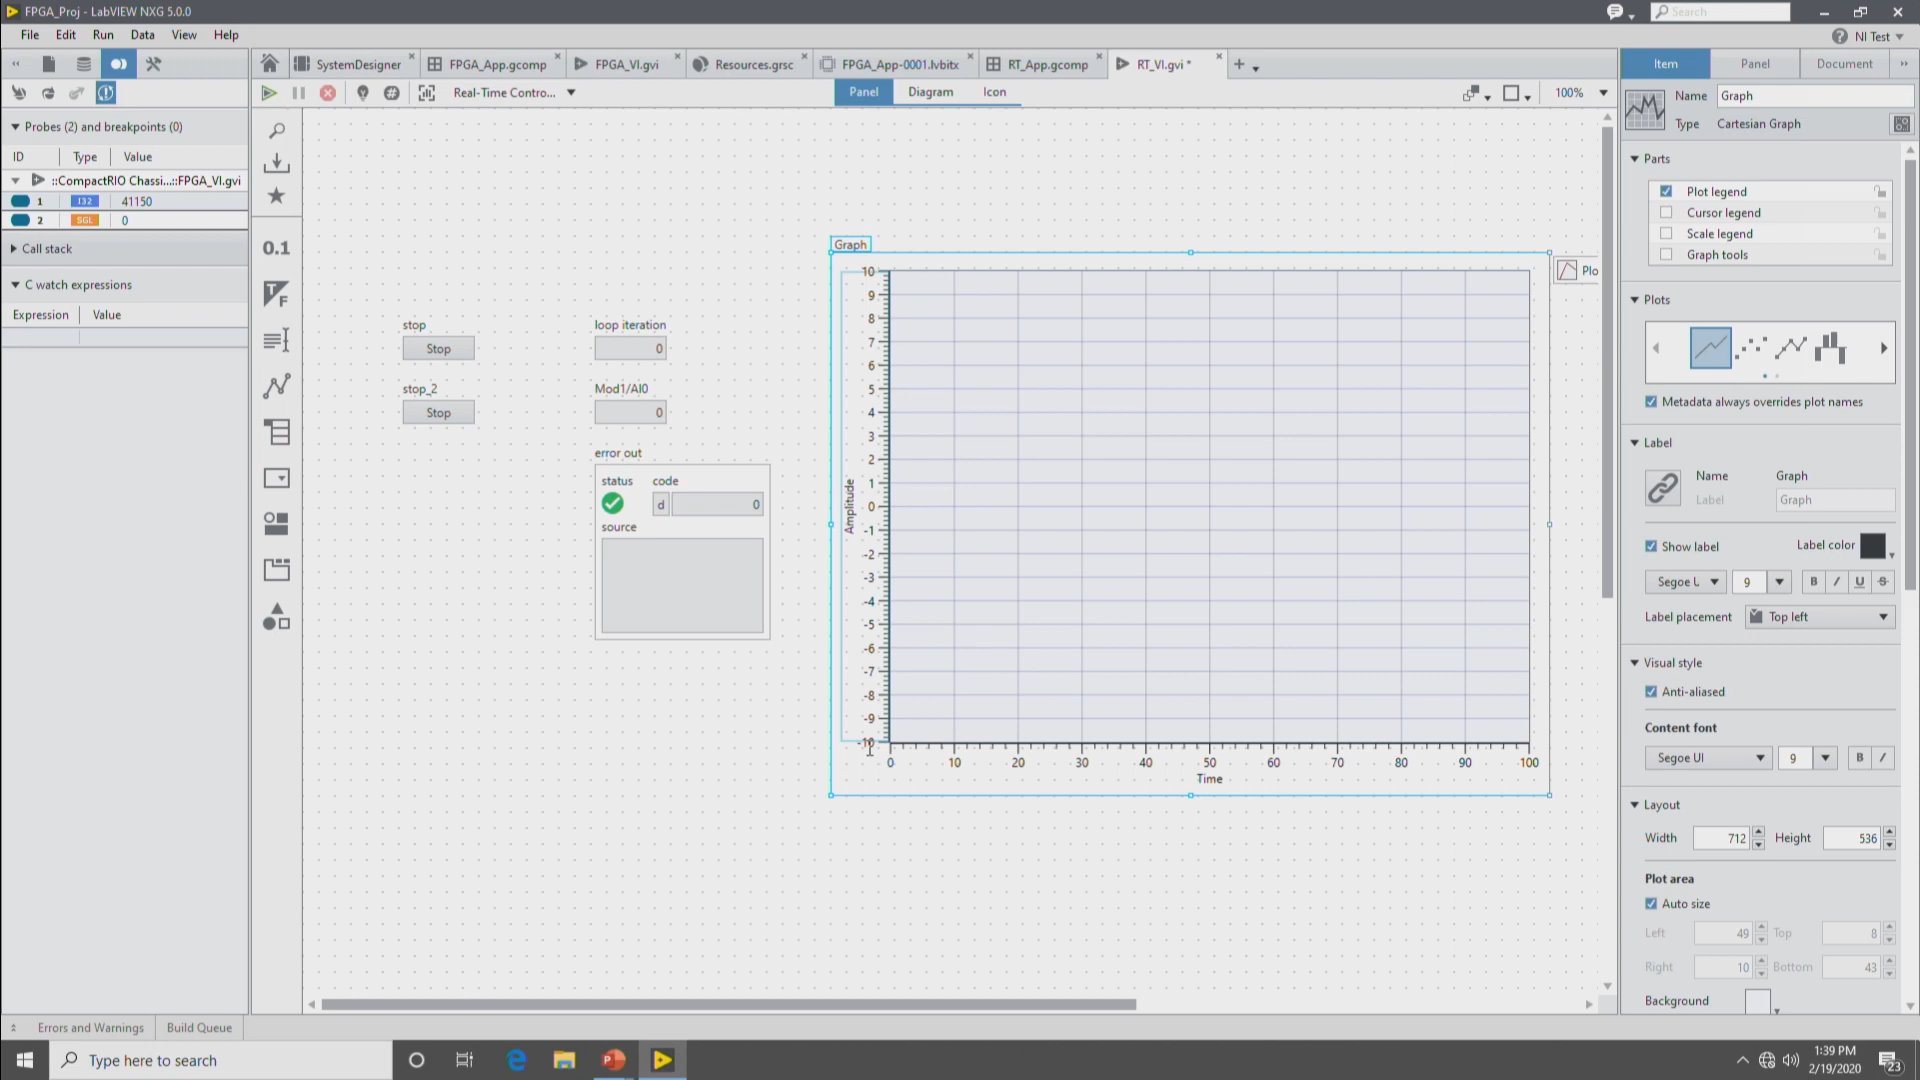 FPGA_Proj - LabVIEW NXG 5.0.0
Search
File Edit Run Data View Help
NI Test
SystemDesigner
FPGA_App.gcomp
FPGA_VI.gvi
Resources.grsc
FPGA_App-0001.lvbitx
RT_App.gcomp
RT_VI.gvi *
Item
Panel
Document
Real-Time Contro...
Panel
Diagram
Icon
100%
Name Graph
Type Cartesian Graph
Probes (2) and breakpoints (0)
ID Type Value
::CompactRIO Chassi...::FPGA_VI.gvi
1 I32 41150
2 SGL 0
Call stack
C watch expressions
Expression Value
0.1
T F
stop
Stop
stop_2
Stop
loop iteration
0
Mod1/AI0
0
error out
status code
d 0
source
Graph
Plo
Amplitude
10
9
8
7
6
5
4
3
2
1
0
-1
-2
-3
-4
-5
-6
-7
-8
-9
-10
0 10 20 30 40 50 60 70 80 90 100
Time
Parts
Plot legend
Cursor legend
Scale legend
Graph tools
Plots
Metadata always overrides plot names
Label
Name Graph
Label Graph
Show label Label color
Segoe U 9 B I U S
Label placement Top left
Visual style
Anti-aliased
Content font
Segoe UI 9 B I
Layout
Width 712 Height 536
Plot area
Auto size
Left 49 Top 8
Right 10 Bottom 43
Background
Errors and Warnings
Build Queue
Type here to search
1:39 PM
2/19/2020
23